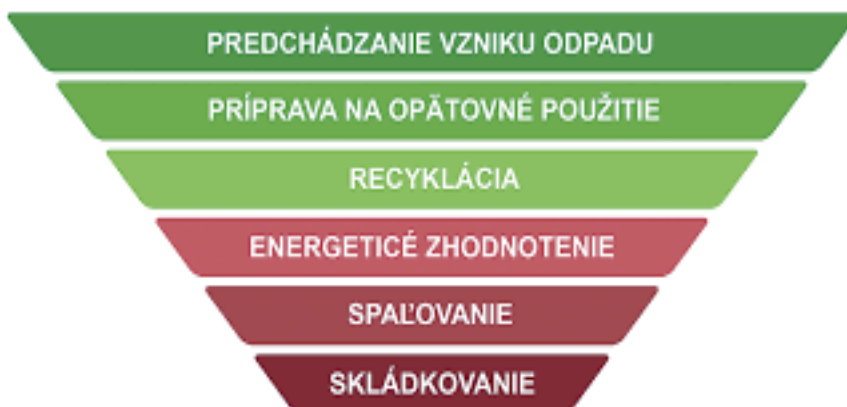 PREDCHÁDZANIE VZNIKU ODPADU
PRÍPRAVA NA OPÄTOVNÉ POUŽITIE
RECYKLÁCIA
ENERGETICÉ ZHODNOTENIE
SPAĽOVANIE
SKLÁDKOVANIE